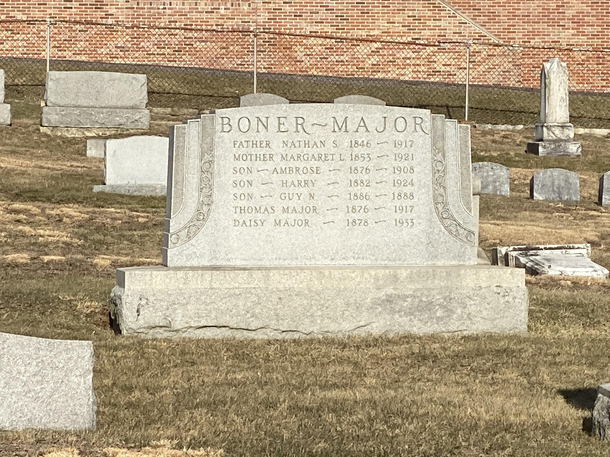 BONER ~ MAJOR
FATHER NATHAN S. 1846 — 1917
MOTHER MARGARET L. 1853 — 1921
SON — AMBROSE — 1876 — 1908
SON — HARRY — 1882 — 1924
SON — GUY N. — 1886 — 1888
THOMAS MAJOR — 1876 — 1917
DAISY MAJOR — 1878 — 1953